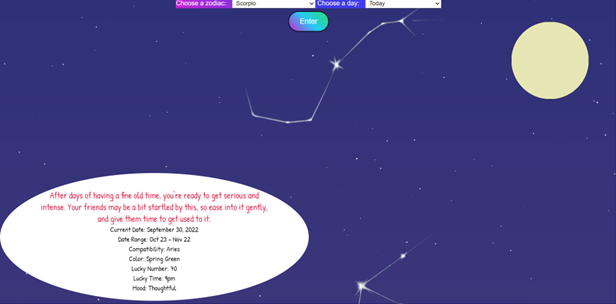 Choose a zodiac: Scorpio Choose a day: Today
Enter
After days of having a fine old time, you're ready to get serious and
intense. Your friends may be a bit startled by this, so ease into it gently,
and give them time to get used to it.
Current Date: September 30, 2022
Date Range: Oct 23 - Nov 22
Compatibility: Aries
Color: Spring Green
Lucky Number: 70
Lucky Time: 9pm
Mood: Thoughtful